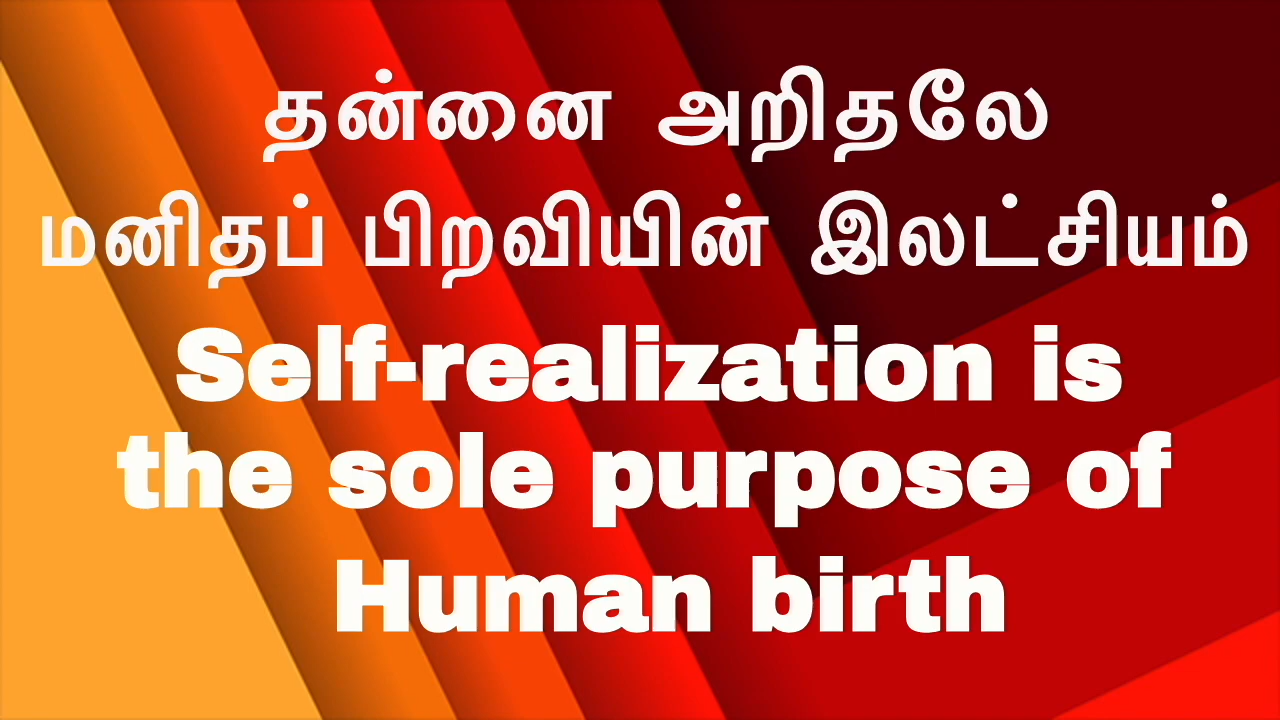 தன்னை அறிதலே
மனிதப் பிறவியின் இலட்சியம்
Self-realization is
the sole purpose of
Human birth